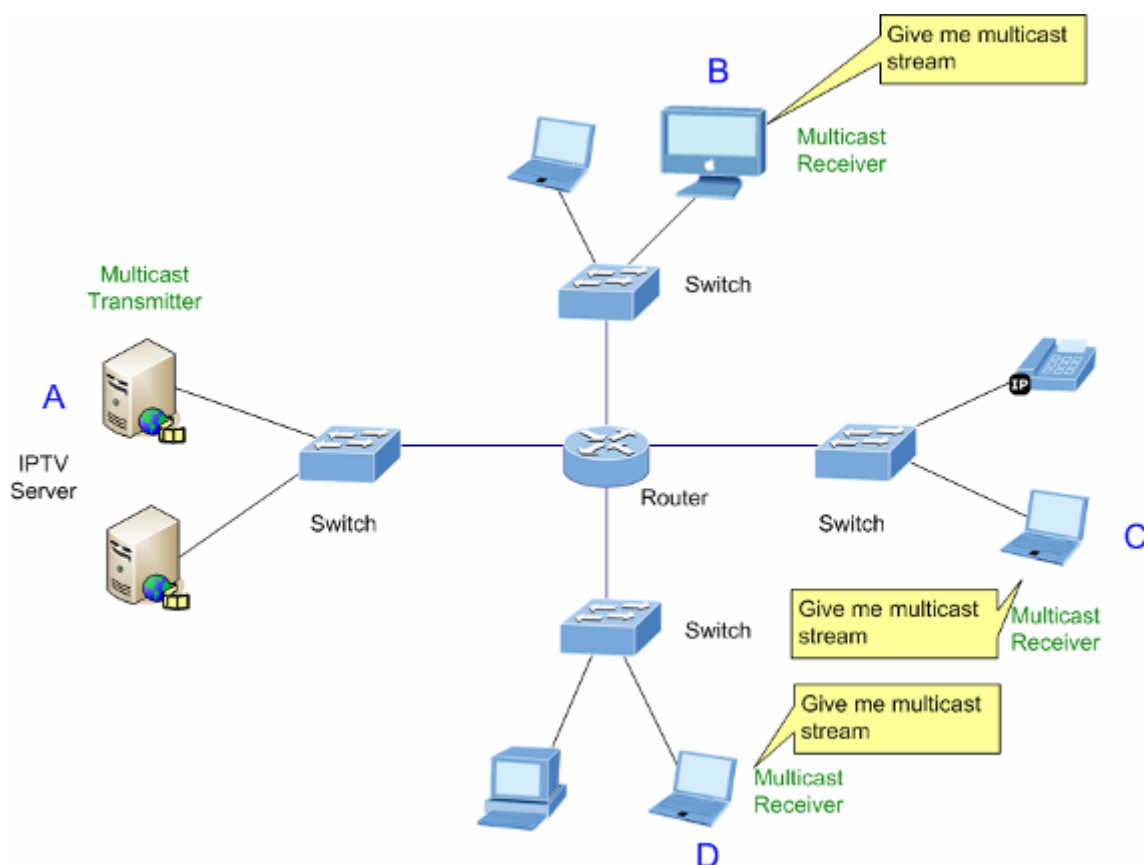 Give me multicast
stream
B
Multicast
Receiver
Switch
Multicast
Transmitter
A
IPTV
Server
Switch
Router
IP
Switch
C
Give me multicast
stream
Multicast
Receiver
Switch
Give me multicast
stream
Multicast
Receiver
D